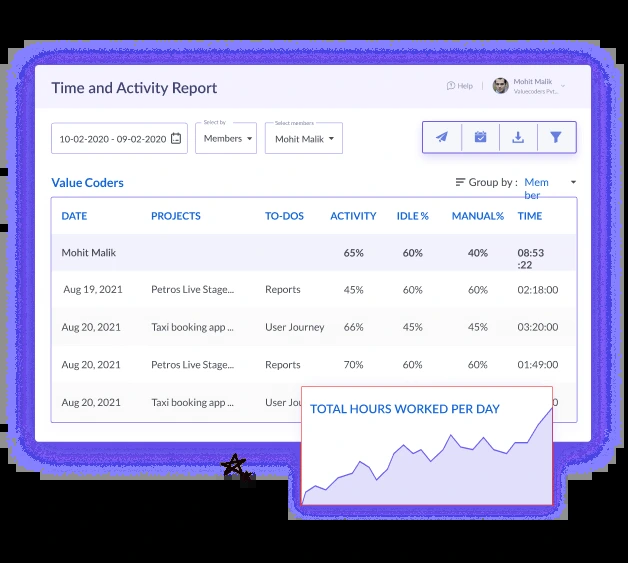 Time and Activity Report
Help
Mohit Malik
Valuecoders Pvt...
Select by
Select members
10-02-2020 - 09-02-2020
Members
Mohit Malik
Value Coders
Group by :
Mem
ber
DATE PROJECTS TO-DOS ACTIVITY IDLE % MANUAL% TIME
Mohit Malik 65% 60% 40% 08:53
:22
Aug 19, 2021 Petros Live Stage... Reports 45% 60% 60% 02:18:00
Aug 20, 2021 Taxi booking app ... User Journey 66% 45% 45% 03:20:00
Aug 20, 2021 Petros Live Stage... Reports 70% 60% 60% 01:49:00
Aug 20, 2021 Taxi booking app ... User Jou 0
TOTAL HOURS WORKED PER DAY